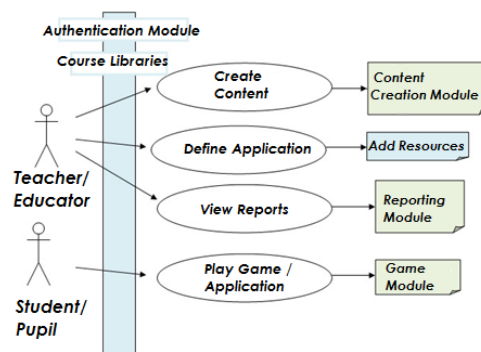 Authentication Module
Course Libraries
Create
Content
Content
Creation Module
Define Application
Add Resources
Teacher/
Educator
View Reports
Reporting
Module
Play Game /
Application
Game
Module
Student/
Pupil